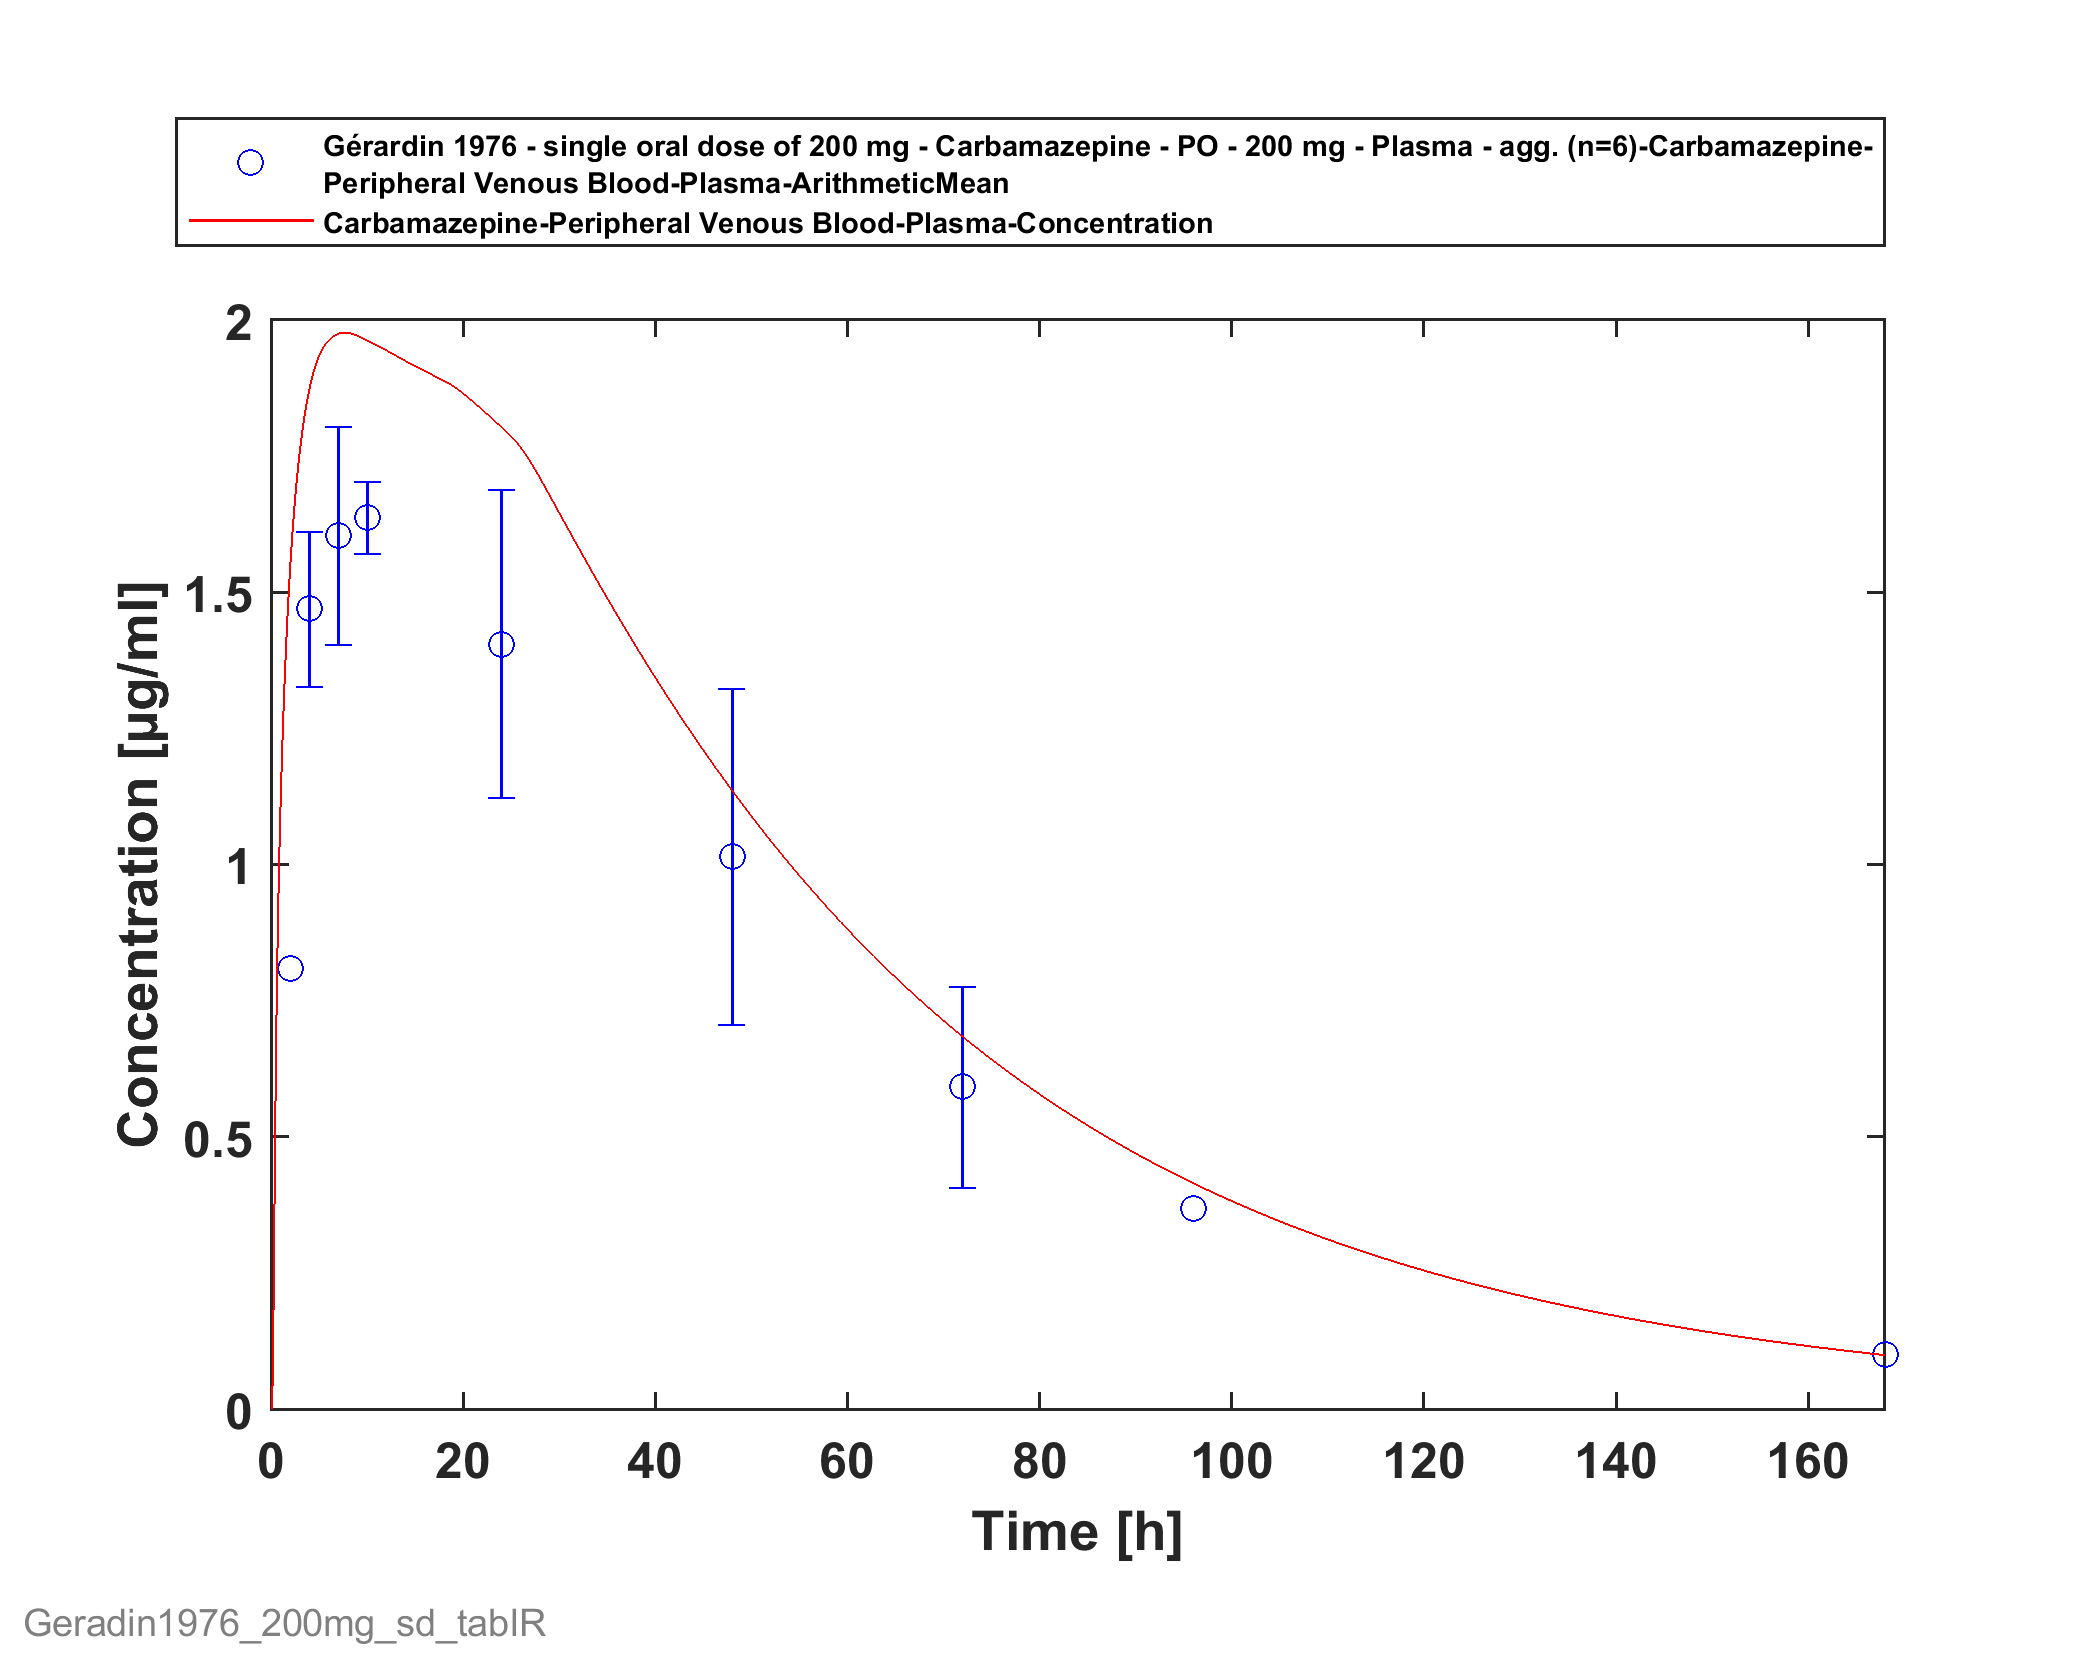 Gérardin 1976 - single oral dose of 200 mg - Carbamazepine - PO - 200 mg - Plasma - agg. (n=6)-Carbamazepine-
Peripheral Venous Blood-Plasma-ArithmeticMean
Carbamazepine-Peripheral Venous Blood-Plasma-Concentration
2
1.5
1
0.5
0
Concentration [µg/ml]
0 20 40 60 80 100 120 140 160
Time [h]
Geradin1976_200mg_sd_tabIR